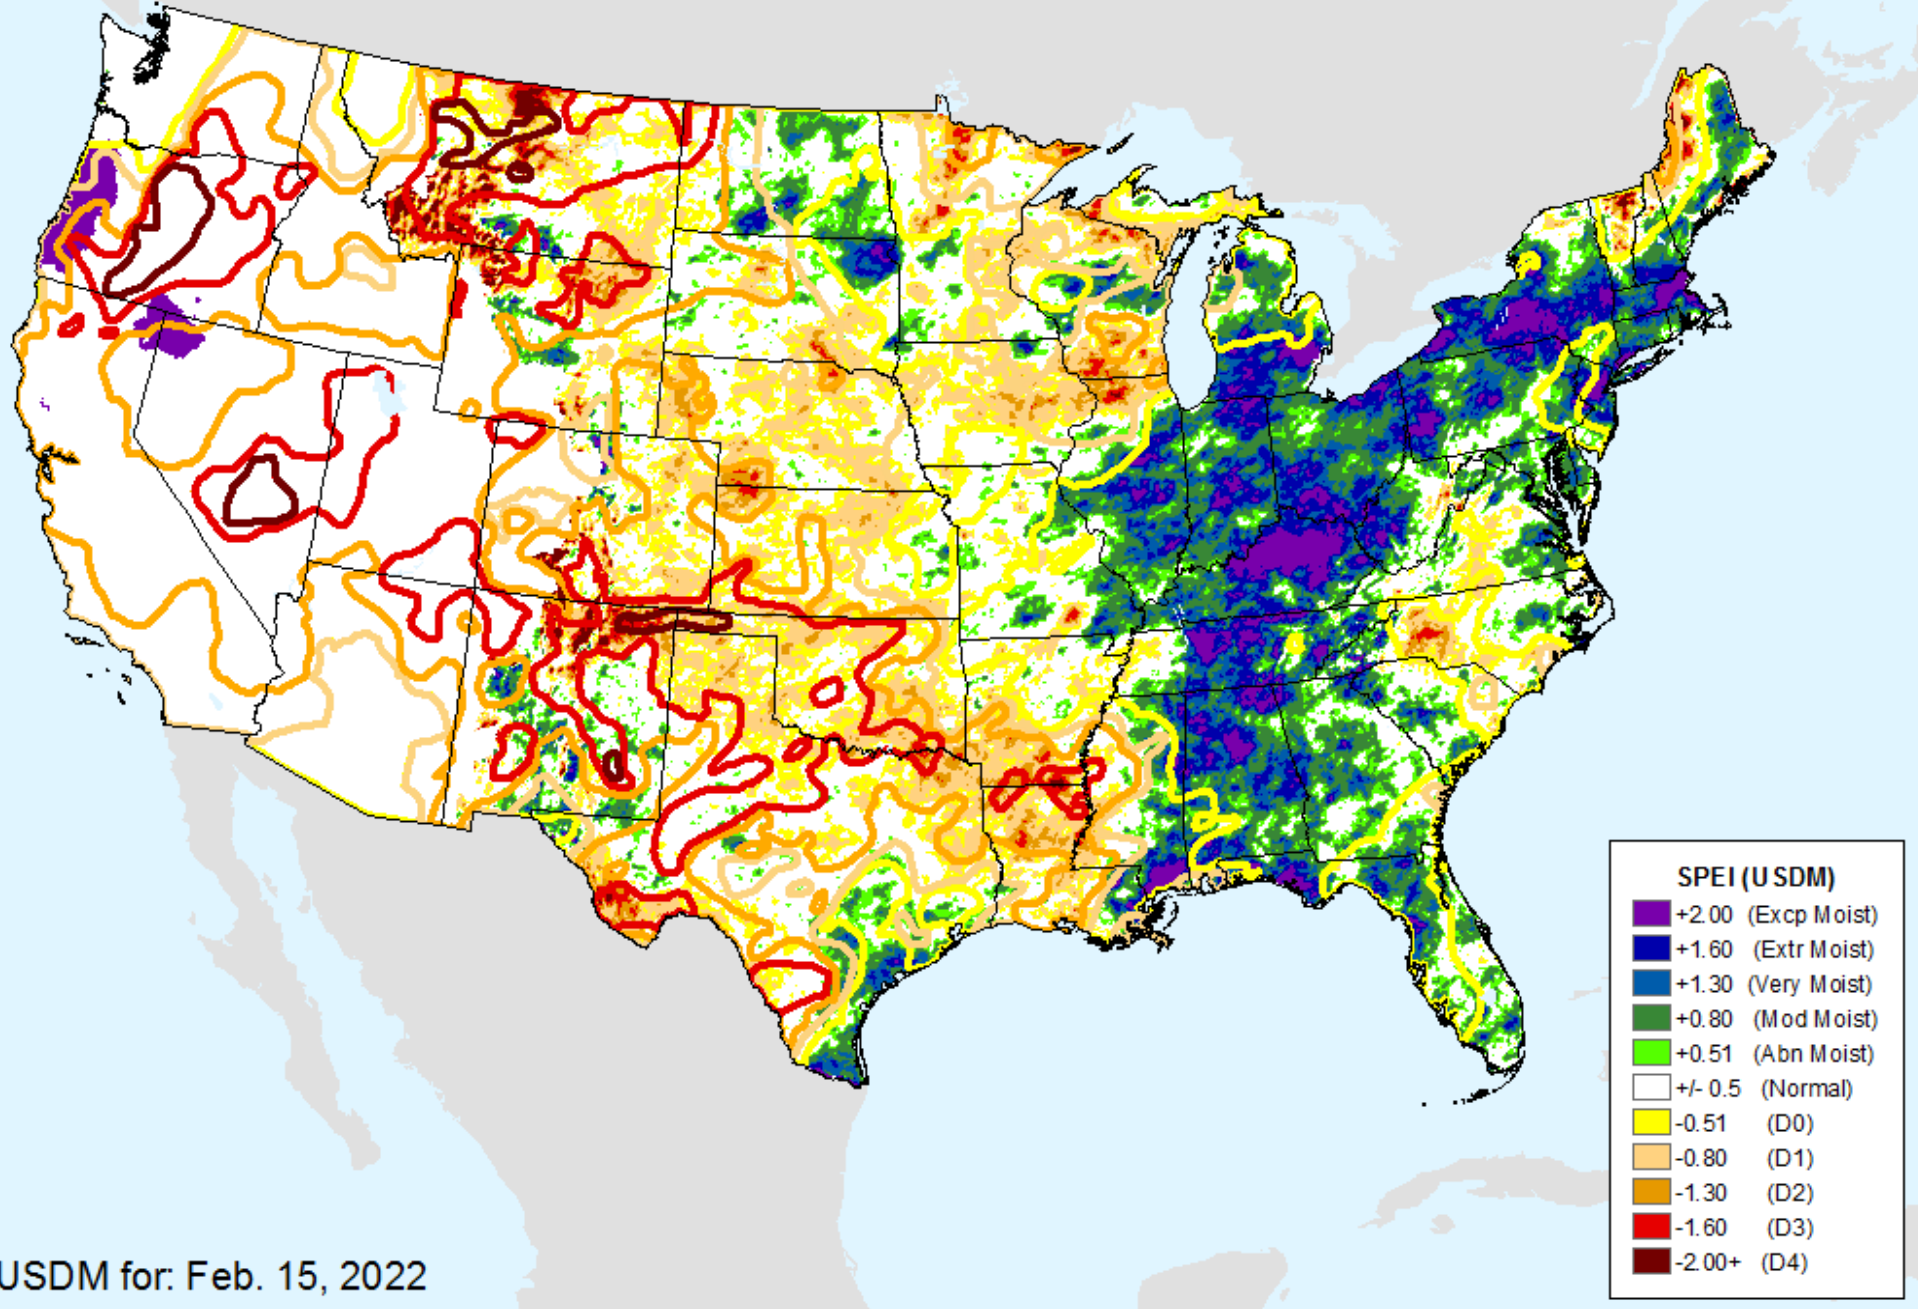 SPEI (USDM)
+2.00 (Excp Moist)
+1.60 (Extr Moist)
+1.30 (Very Moist)
+0.80 (Mod Moist)
+0.51 (Abn Moist)
+/- 0.5 (Normal)
-0.51 (D0)
-0.80 (D1)
-1.30 (D2)
-1.60 (D3)
-2.00+ (D4)
USDM for: Feb. 15, 2022